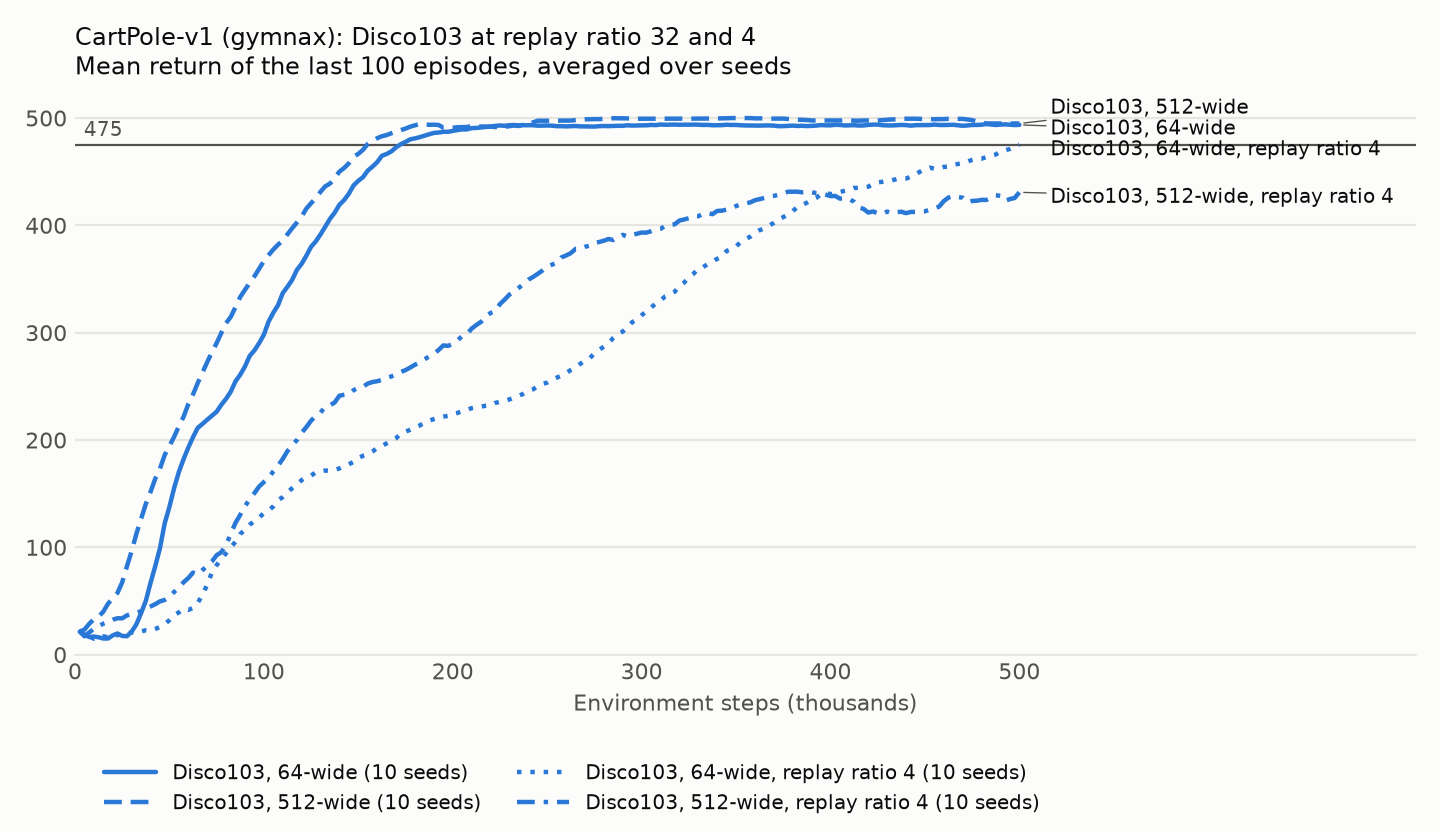 CartPole-v1 (gymnax): Disco103 at replay ratio 32 and 4
Mean return of the last 100 episodes, averaged over seeds
500
475
400
300
200
100
0
Disco103, 512-wide
Disco103, 64-wide
Disco103, 64-wide, replay ratio 4
Disco103, 512-wide, replay ratio 4
0 100 200 300 400 500
Environment steps (thousands)
Disco103, 64-wide (10 seeds)
Disco103, 512-wide (10 seeds)
Disco103, 64-wide, replay ratio 4 (10 seeds)
Disco103, 512-wide, replay ratio 4 (10 seeds)